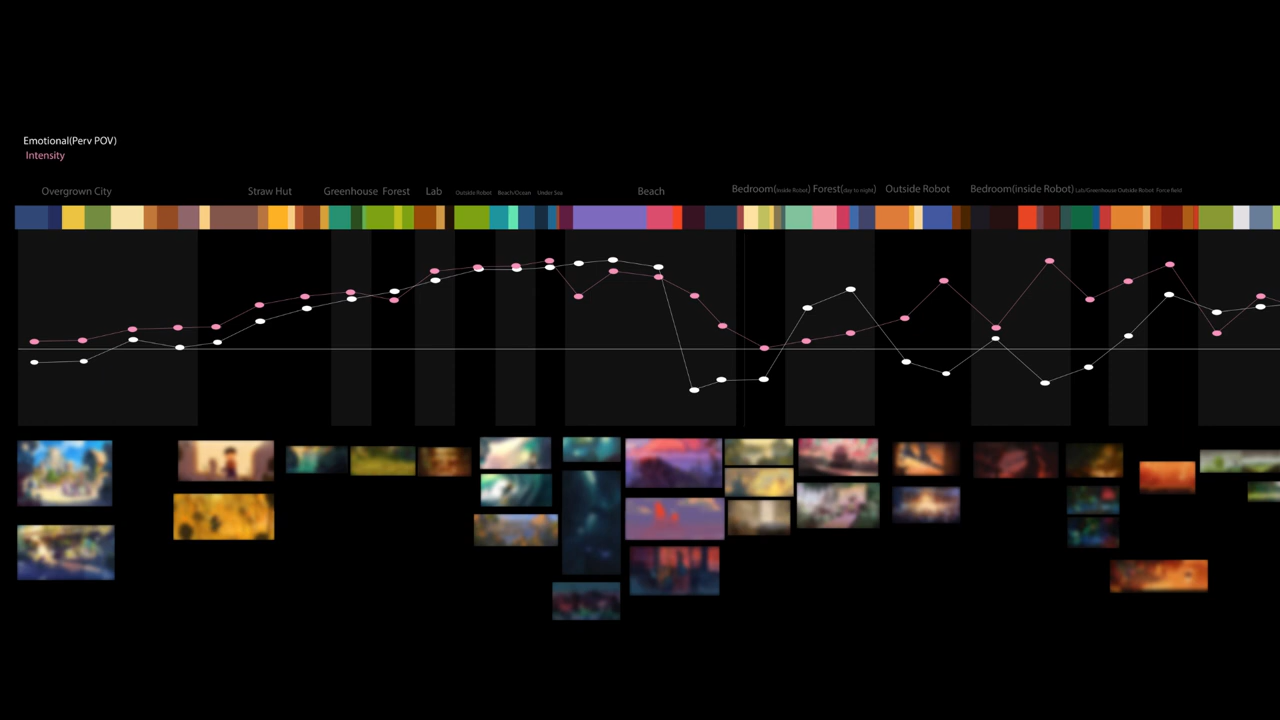 Emotional(Perv POV)
Intensity
Overgrown City Straw Hut Greenhouse Forest Lab Outside Robot Beach/Ocean Under Sea Beach Bedroom(inside Robot) Forest(day to night) Outside Robot Bedroom(inside Robot) Lab/GreenHouse Outside Robot Force field